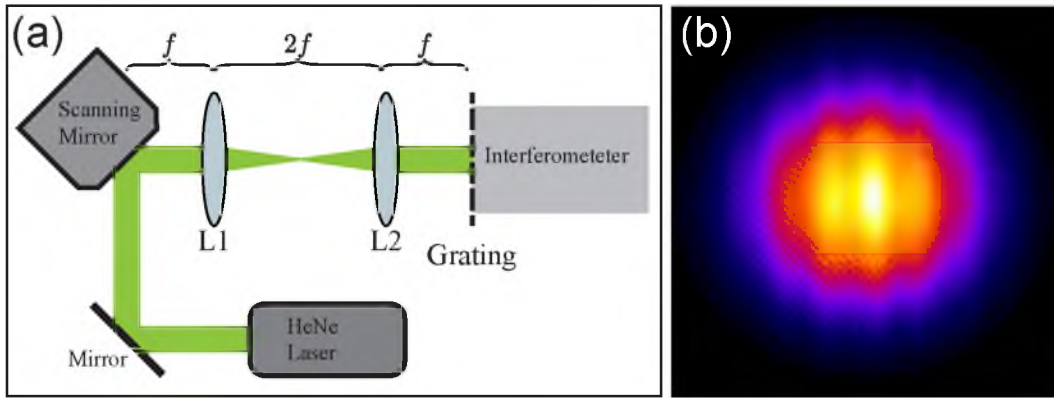 (a)
f
2f
f
Scanning
Mirror
Interferometeter
L1
L2
Grating
HeNe
Laser
Mirror
(b)